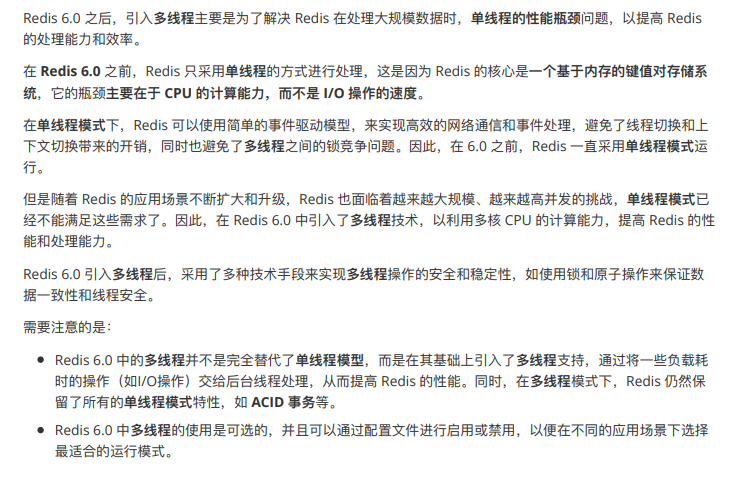 Redis 6.0 之后，引入多线程主要是为了解决 Redis 在处理大规模数据时，单线程的性能瓶颈问题，以提高 Redis
的处理能力和效率。
在 Redis 6.0 之前，Redis 只采用单线程的方式进行处理，这是因为 Redis 的核心是一个基于内存的键值对存储系
统，它的瓶颈主要在于 CPU 的计算能力，而不是 I/O 操作的速度。
在单线程模式下，Redis 可以使用简单的事件驱动模型，来实现高效的网络通信和事件处理，避免了线程切换和上
下文切换带来的开销，同时也避免了多线程之间的锁竞争问题。因此，在 6.0 之前，Redis 一直采用单线程模式运
行。
但是随着 Redis 的应用场景不断扩大和升级，Redis 也面临着越来越大规模、越来越高并发的挑战，单线程模式已
经不能满足这些需求了。因此，在 Redis 6.0 中引入了多线程技术，以利用多核 CPU 的计算能力，提高 Redis 的性
能和处理能力。
Redis 6.0 引入多线程后，采用了多种技术手段来实现多线程操作的安全和稳定性，如使用锁和原子操作来保证数
据一致性和线程安全。
需要注意的是：
● Redis 6.0 中的多线程并不是完全替代了单线程模型，而是在其基础上引入了多线程支持，通过将一些负载耗
时的操作（如I/O操作）交给后台线程处理，从而提高 Redis 的性能。同时，在多线程模式下，Redis 仍然保
留了所有的单线程模式特性，如 ACID 事务等。
● Redis 6.0 中多线程的使用是可选的，并且可以通过配置文件进行启用或禁用，以便在不同的应用场景下选择
最适合的运行模式。